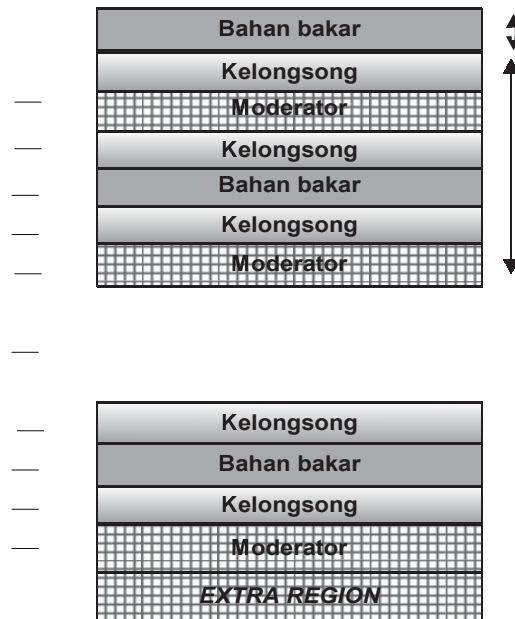 Bahan bakar
Kelongsong
Moderator
Kelongsong
Bahan bakar
Kelongsong
Moderator
Kelongsong
Bahan bakar
Kelongsong
Moderator
EXTRA REGION